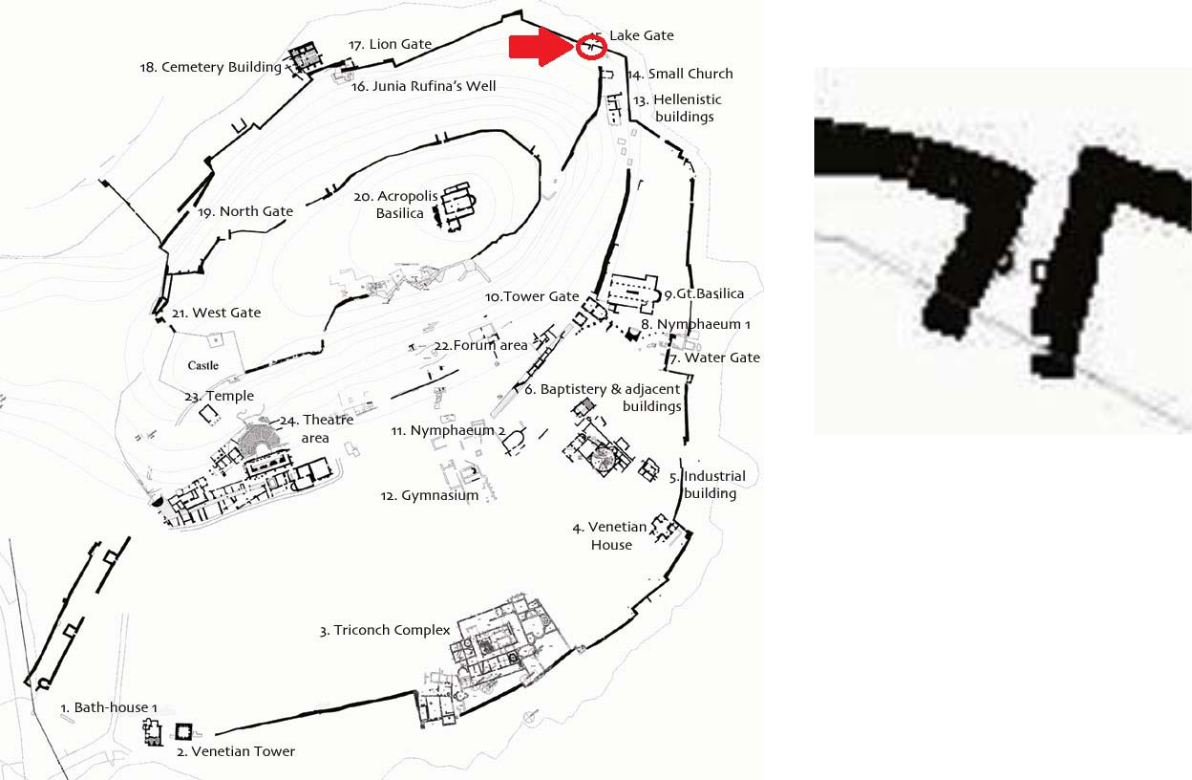 15. Lake Gate
17. Lion Gate
18. Cemetery Building
14. Small Church
16. Junia Rufina's Well
13. Hellenistic
buildings
20. Acropolis
Basilica
19. North Gate
10.Tower Gate
9.Gt.Basilica
21. West Gate
8. Nymphaeum 1
22.Forum area
7. Water Gate
Castle
6. Baptistery & adjacent
buildings
23. Temple
24. Theatre
area
11. Nymphaeum 2
5. Industrial
building
12. Gymnasium
4. Venetian
House
3. Triconch Complex
1. Bath-house 1
2. Venetian Tower